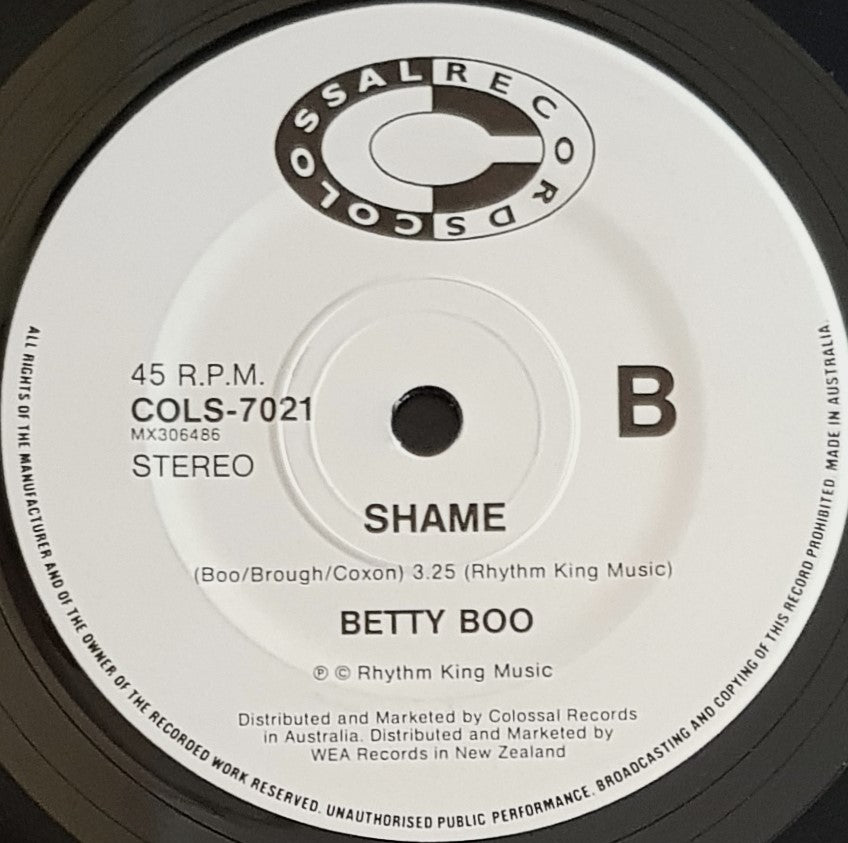 COLOSSAL RECORDS
45 R.P.M.
COLS-7021
MX306486
STEREO
B
SHAME
(Boo/Brough/Coxon) 3.25 (Rhythm King Music)
BETTY BOO
℗ © Rhythm King Music
Distributed and Marketed by Colossal Records
in Australia. Distributed and Marketed by
WEA Records in New Zealand
ALL RIGHTS OF THE MANUFACTURER AND OF THE OWNER OF THE RECORDED WORK RESERVED. UNAUTHORISED PUBLIC PERFORMANCE. BROADCASTING AND COPYING OF THIS RECORD PROHIBITED. MADE IN AUSTRALIA.